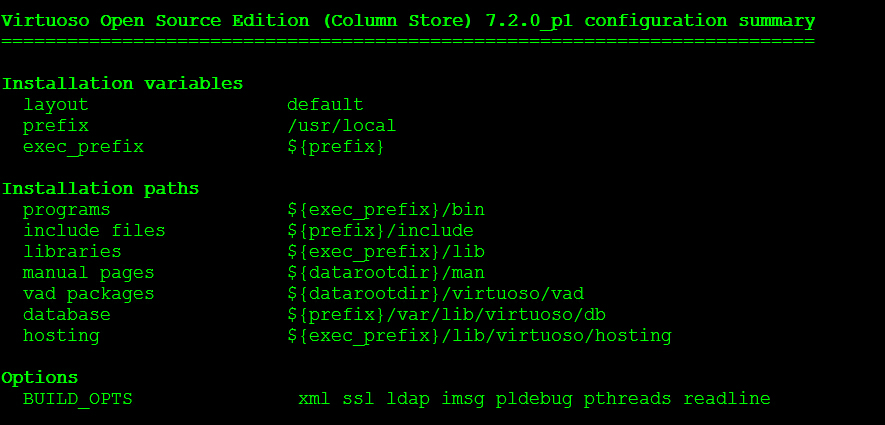 Virtuoso Open Source Edition (Column Store) 7.2.0_p1 configuration summary
==========================================================================
Installation variables
layout default
prefix /usr/local
exec_prefix ${prefix}
Installation paths
programs ${exec_prefix}/bin
include files ${prefix}/include
libraries ${exec_prefix}/lib
manual pages ${datarootdir}/man
vad packages ${datarootdir}/virtuoso/vad
database ${prefix}/var/lib/virtuoso/db
hosting ${exec_prefix}/lib/virtuoso/hosting
Options
BUILD_OPTS xml ssl ldap imsg pldebug pthreads readline